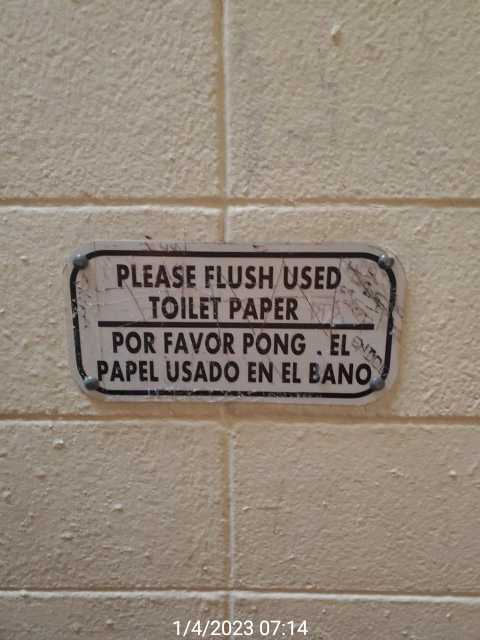 PLEASE FLUSH USED
TOILET PAPER
POR FAVOR PONG . EL
PAPEL USADO EN EL BANO
1/4/2023 07:14